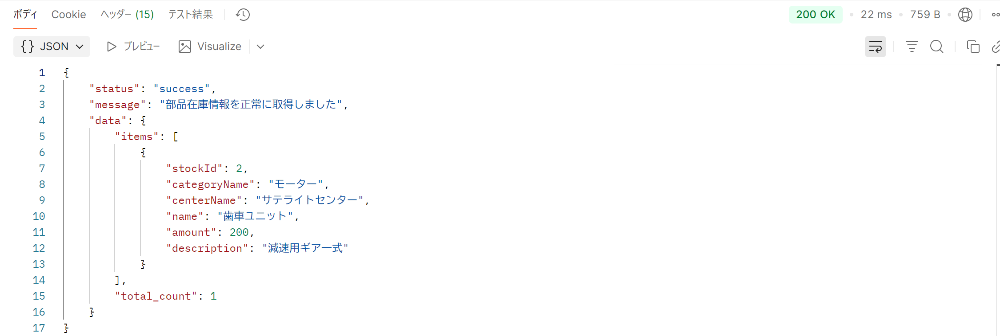 ボディ Cookie ヘッダー (15) テスト結果 200 OK 22 ms 759 B
{} JSON プレビュー Visualize
1 {
2 "status": "success",
3 "message": "部品在庫情報を正常に取得しました",
4 "data": {
5 "items": [
6 {
7 "stockId": 2,
8 "categoryName": "モーター",
9 "centerName": "サテライトセンター",
10 "name": "歯車ユニット",
11 "amount": 200,
12 "description": "減速用ギア一式"
13 }
14 ],
15 "total_count": 1
16 }
17 }